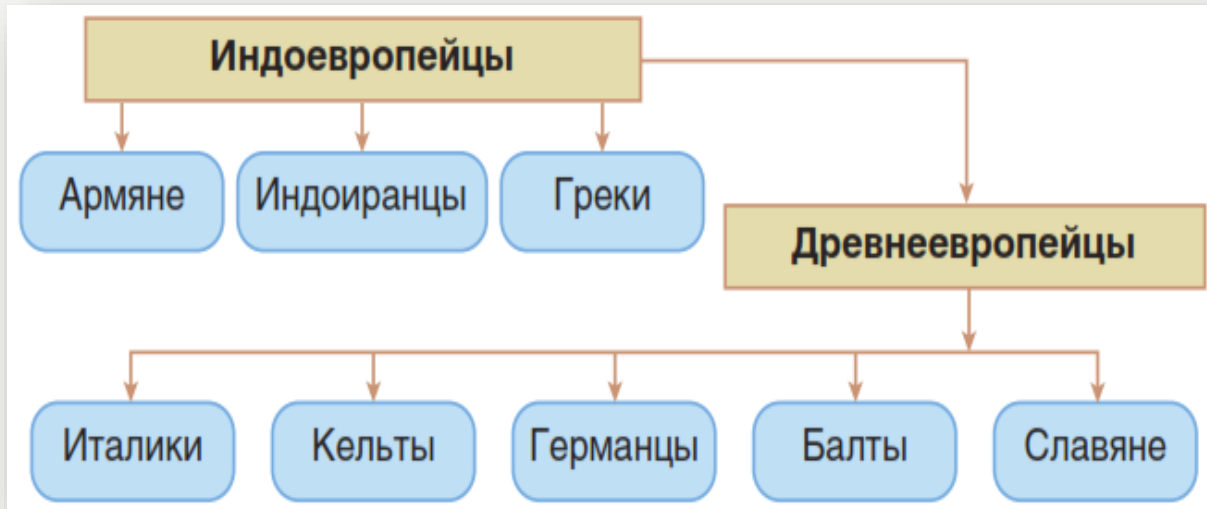 Индоевропейцы
Армяне
Индоиранцы
Греки
Древнеевропейцы
Италики
Кельты
Германцы
Балты
Славяне